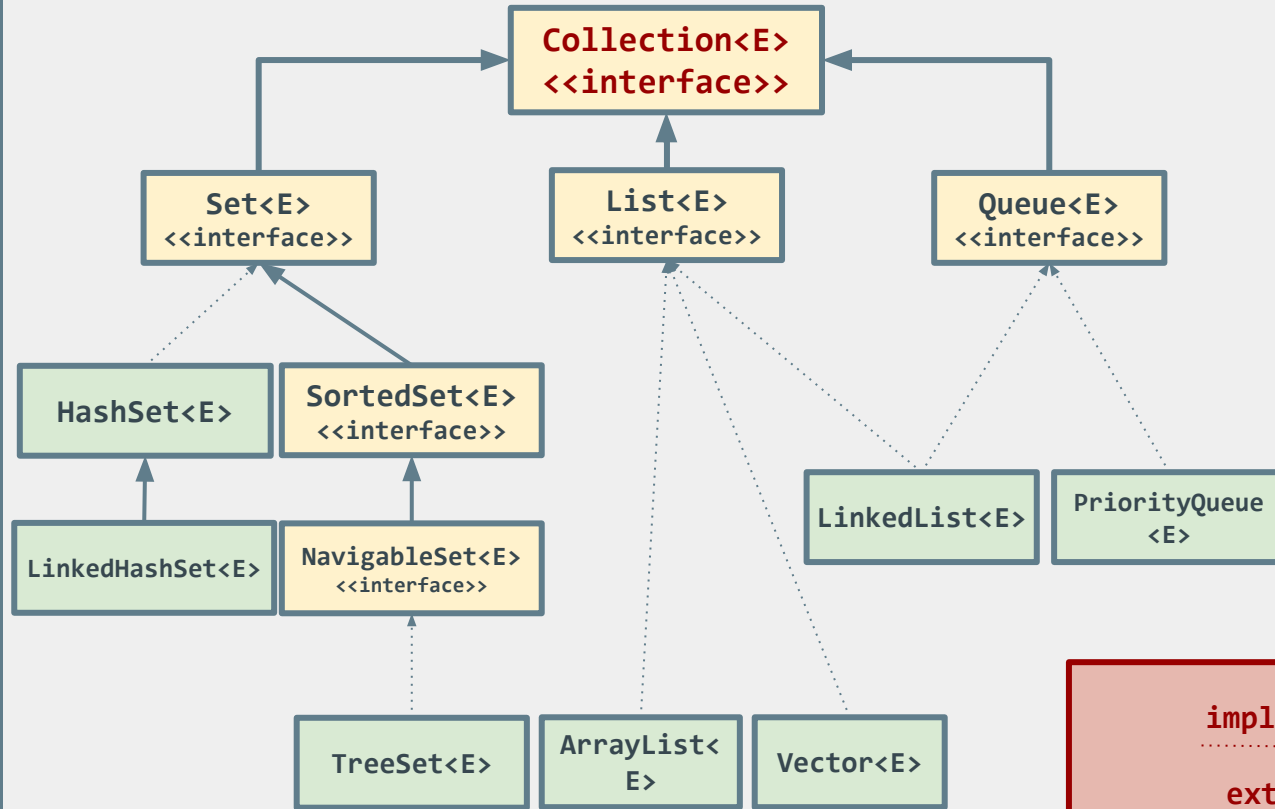 Collection<E>
<<interface>>
Set<E>
<<interface>>
List<E>
<<interface>>
Queue<E>
<<interface>>
HashSet<E>
SortedSet<E>
<<interface>>
LinkedList<E>
PriorityQueue
<E>
LinkedHashSet<E>
NavigableSet<E>
<<interface>>
TreeSet<E>
ArrayList<
E>
Vector<E>
impl
ext